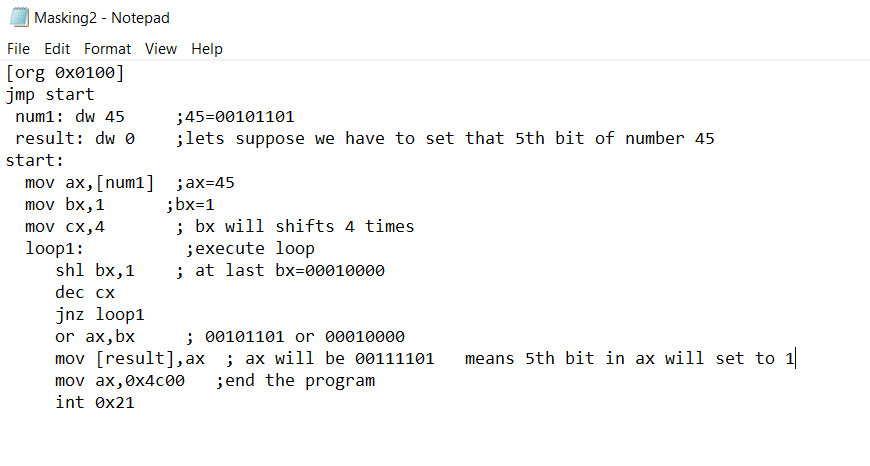 Masking2 - Notepad
File Edit Format View Help
[org 0x0100]
jmp start
 num1: dw 45     ;45=00101101
 result: dw 0    ;lets suppose we have to set that 5th bit of number 45
start:
  mov ax,[num1]  ;ax=45
  mov bx,1      ;bx=1
  mov cx,4       ; bx will shifts 4 times
  loop1:          ;execute loop
     shl bx,1    ; at last bx=00010000
     dec cx
     jnz loop1
     or ax,bx     ; 00101101 or 00010000
     mov [result],ax  ; ax will be 00111101   means 5th bit in ax will set to 1
     mov ax,0x4c00   ;end the program
     int 0x21